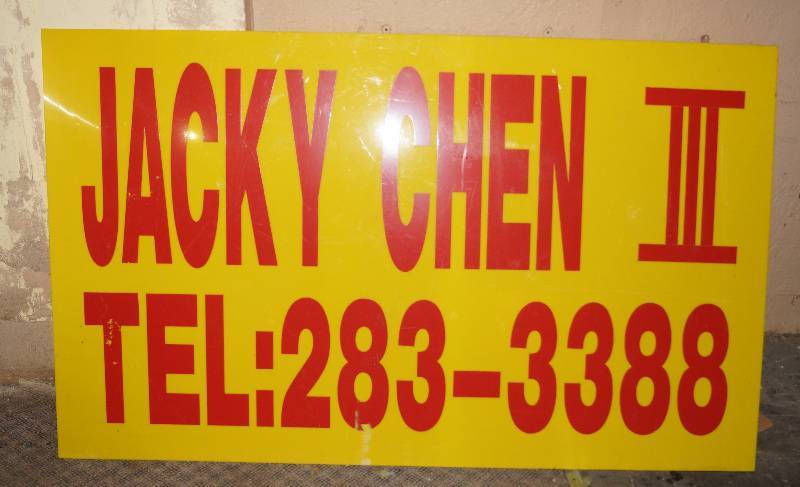 JACKY CHEN III
TEL:283-3388